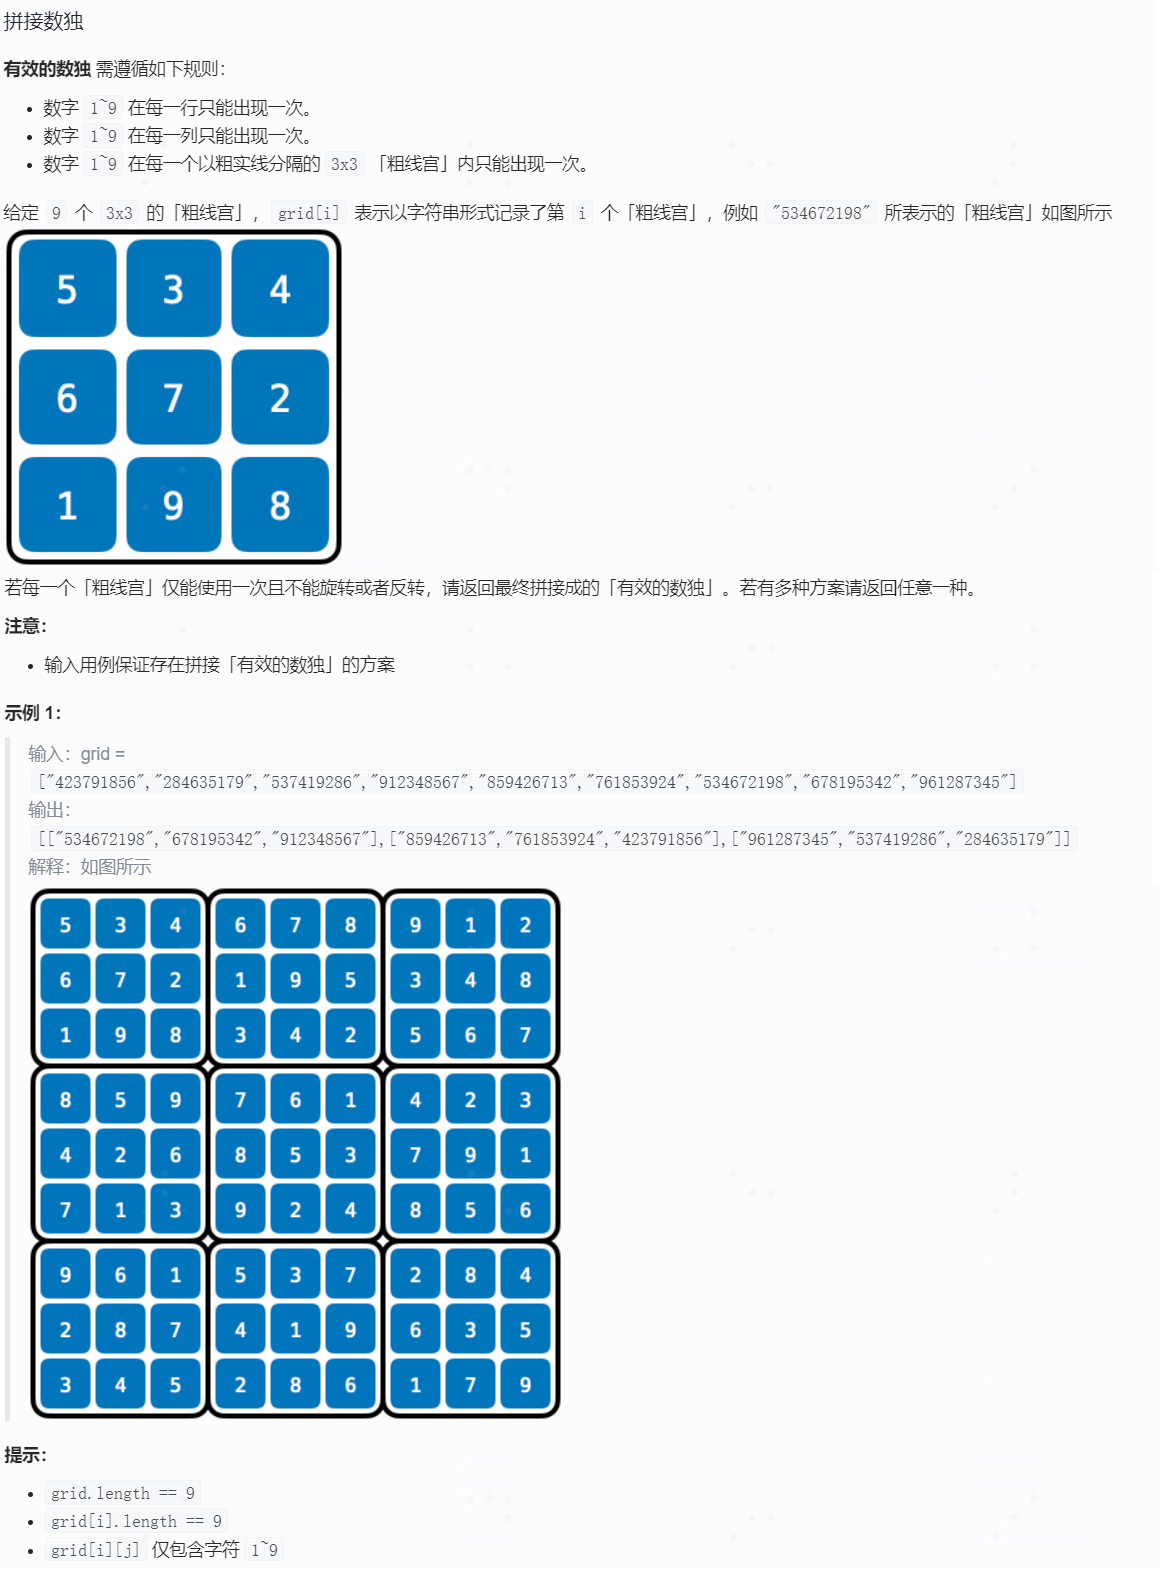 拼接数独
有效的数独 需遵循如下规则：
• 数字 1~9 在每一行只能出现一次。
• 数字 1~9 在每一列只能出现一次。
• 数字 1~9 在每一个以粗实线分隔的 3x3 「粗线宫」内只能出现一次。
给定 9 个 3x3 的「粗线宫」， grid[i] 表示以字符串形式记录了第 i 个「粗线宫」，例如 "534672198" 所表示的「粗线宫」如图所示
5 3 4
6 7 2
1 9 8
若每一个「粗线宫」仅能使用一次且不能旋转或者反转，请返回最终拼接成的「有效的数独」。若有多种方案请返回任意一种。
注意：
• 输入用例保证存在拼接「有效的数独」的方案
示例 1：
输入：grid =
["423791856","284635179","537419286","912348567","859426713","761853924","534672198","678195342","961287345"]
输出：
[["534672198","678195342","912348567"],["859426713","761853924","423791856"],["961287345","537419286","284635179"]]
解释：如图所示
5 3 4 6 7 8 9 1 2
6 7 2 1 9 5 3 4 8
1 9 8 3 4 2 5 6 7
8 5 9 7 6 1 4 2 3
4 2 6 8 5 3 7 9 1
7 1 3 9 2 4 8 5 6
9 6 1 5 3 7 2 8 4
2 8 7 4 1 9 6 3 5
3 4 5 2 8 6 1 7 9
提示：
• grid.length == 9
• grid[i].length == 9
• grid[i][j] 仅包含字符 1~9